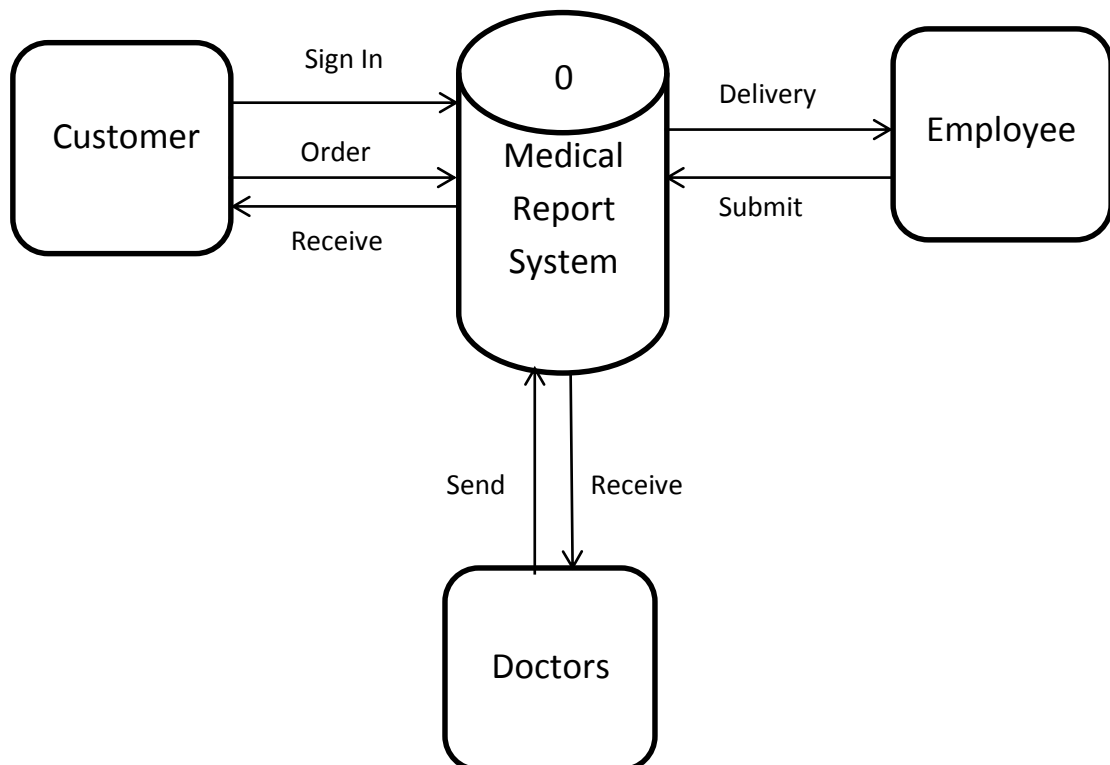 Sign In
0
Delivery
Customer
Employee
Order
Medical
Report
System
Receive
Submit
Send
Receive
Doctors